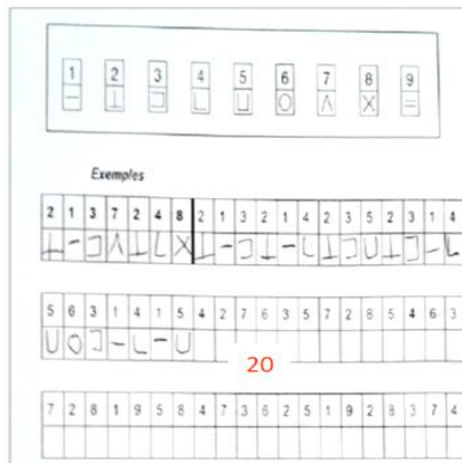 1 2 3 4 5 6 7 8 9
− ⊥ ⊐ L ⊔ O Λ X =
Exemples
2 1 3 7 2 4 8 2 1 3 2 1 4 2 3 5 2 3 1 4
⊥ − ⊐ Λ ⊥ L X ⊥ − ⊐ ⊥ − L ⊥ ⊐ U ⊥ ⊐ − L
5 6 3 1 4 1 5 4 2 7 6 3 5 7 2 8 5 4 6 3
U O ⊐ − L − U
20
7 2 8 1 9 5 8 4 7 3 6 2 5 1 9 2 8 3 7 4